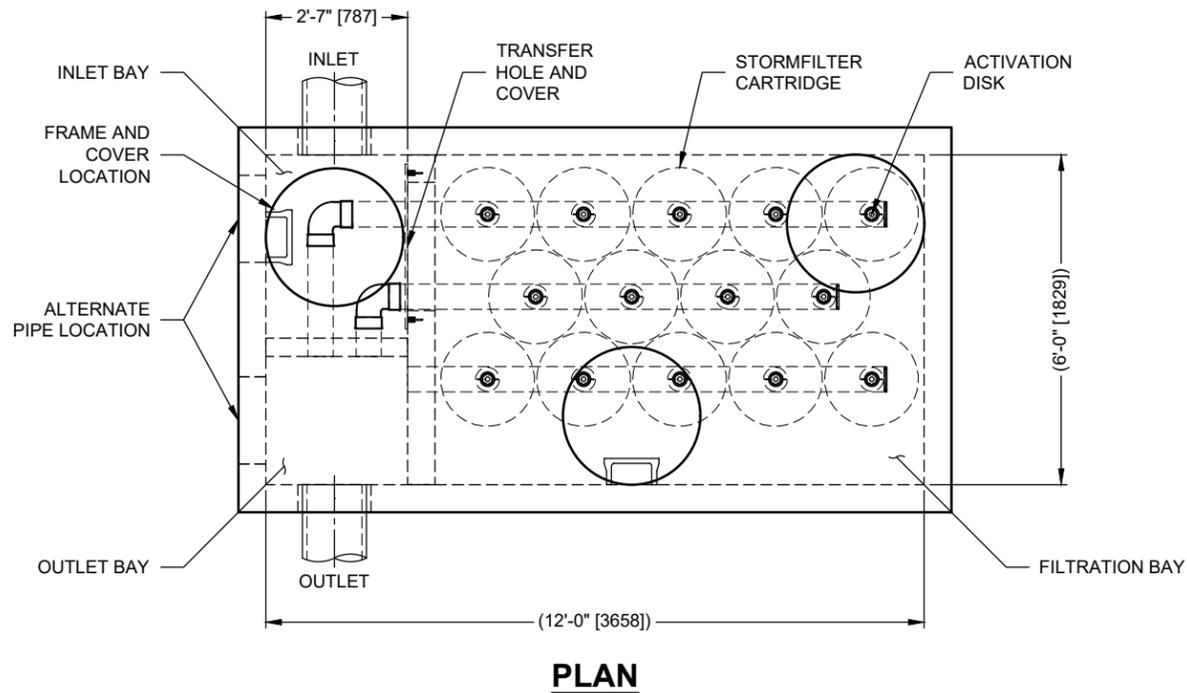 2'-7" [787]
INLET
INLET BAY
TRANSFER
HOLE AND
COVER
STORMFILTER
CARTRIDGE
ACTIVATION
DISK
FRAME AND
COVER
LOCATION
ALTERNATE
PIPE LOCATION
(6'-0" [1829])
OUTLET BAY
OUTLET
FILTRATION BAY
(12'-0" [3658])
PLAN